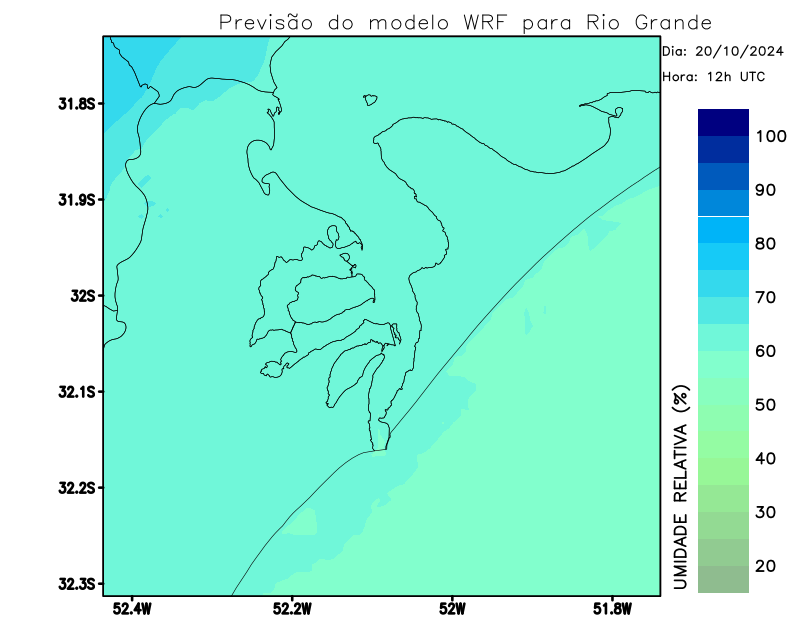 Previsão do modelo WRF para Rio Grande
Dia: 20/10/2024
Hora: 12h UTC
31.8S
31.9S
32S
32.1S
32.2S
32.3S
52.4W
52.2W
52W
51.8W
100
90
80
70
60
50
40
30
20
UMIDADE RELATIVA (%)